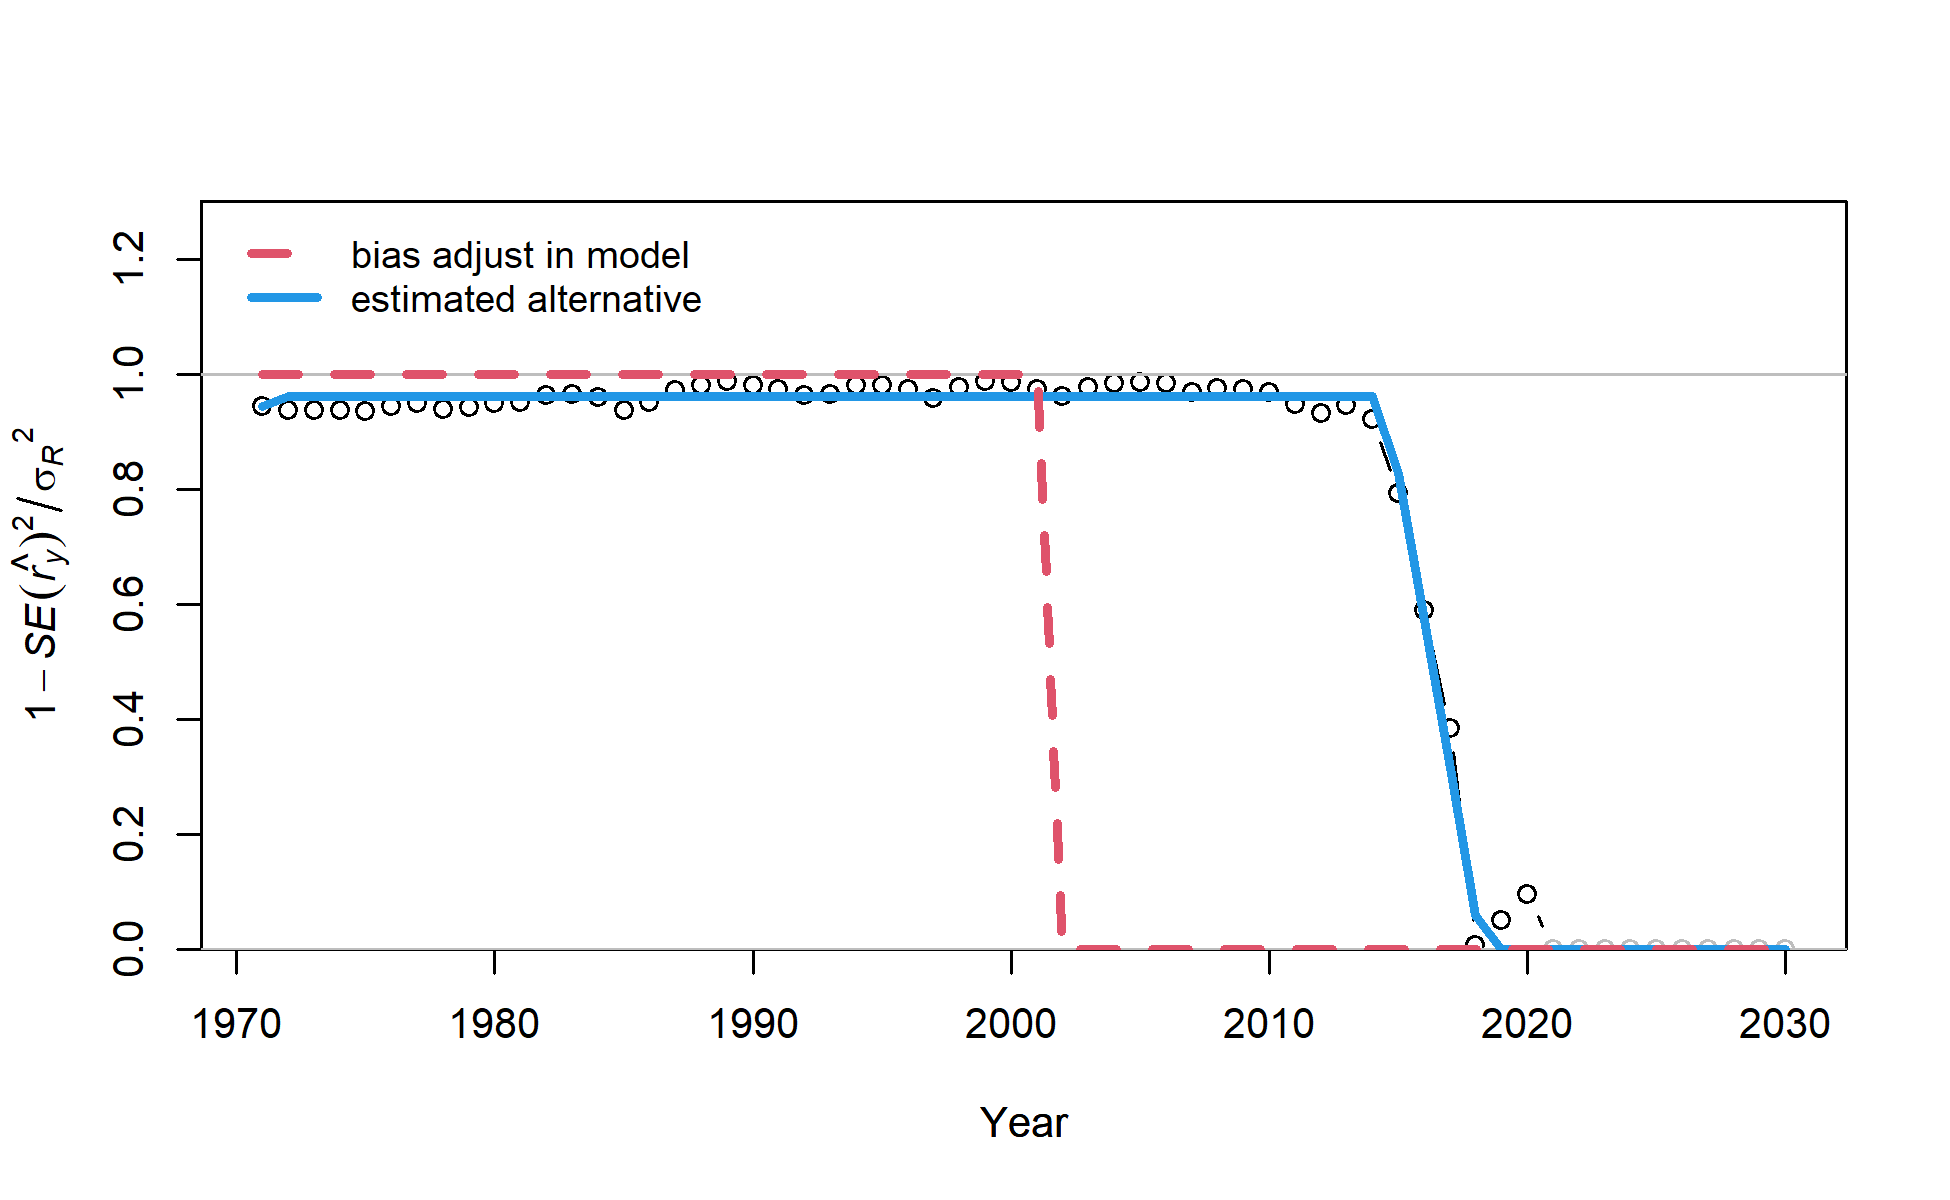 bias adjust in model
estimated alternative
1 − SE(r̂y)²/σR²
1.2
1.0
0.8
0.6
0.4
0.2
0.0
1970 1980 1990 2000 2010 2020 2030
Year